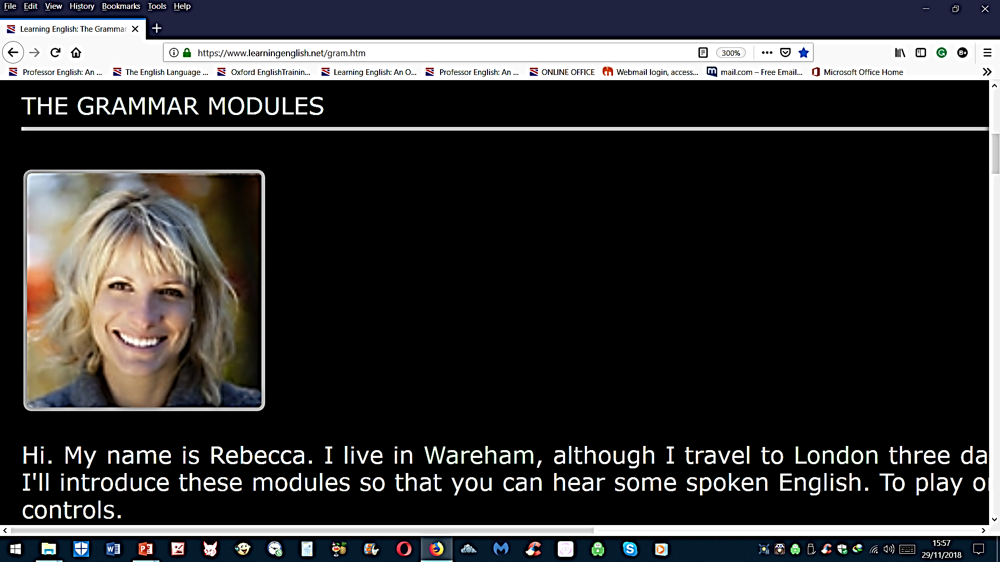 File Edit View History Bookmarks Tools Help
Learning English: The Grammar
https://www.learningenglish.net/gram.htm 300%
Professor English: An ... The English Language ... Oxford EnglishTrainin... Learning English: An O... Professor English: An ... ONLINE OFFICE Webmail login, access... mail.com – Free Email... Microsoft Office Home
THE GRAMMAR MODULES
Hi. My name is Rebecca. I live in Wareham, although I travel to London three da
I'll introduce these modules so that you can hear some spoken English. To play or
controls.
15:57
29/11/2018